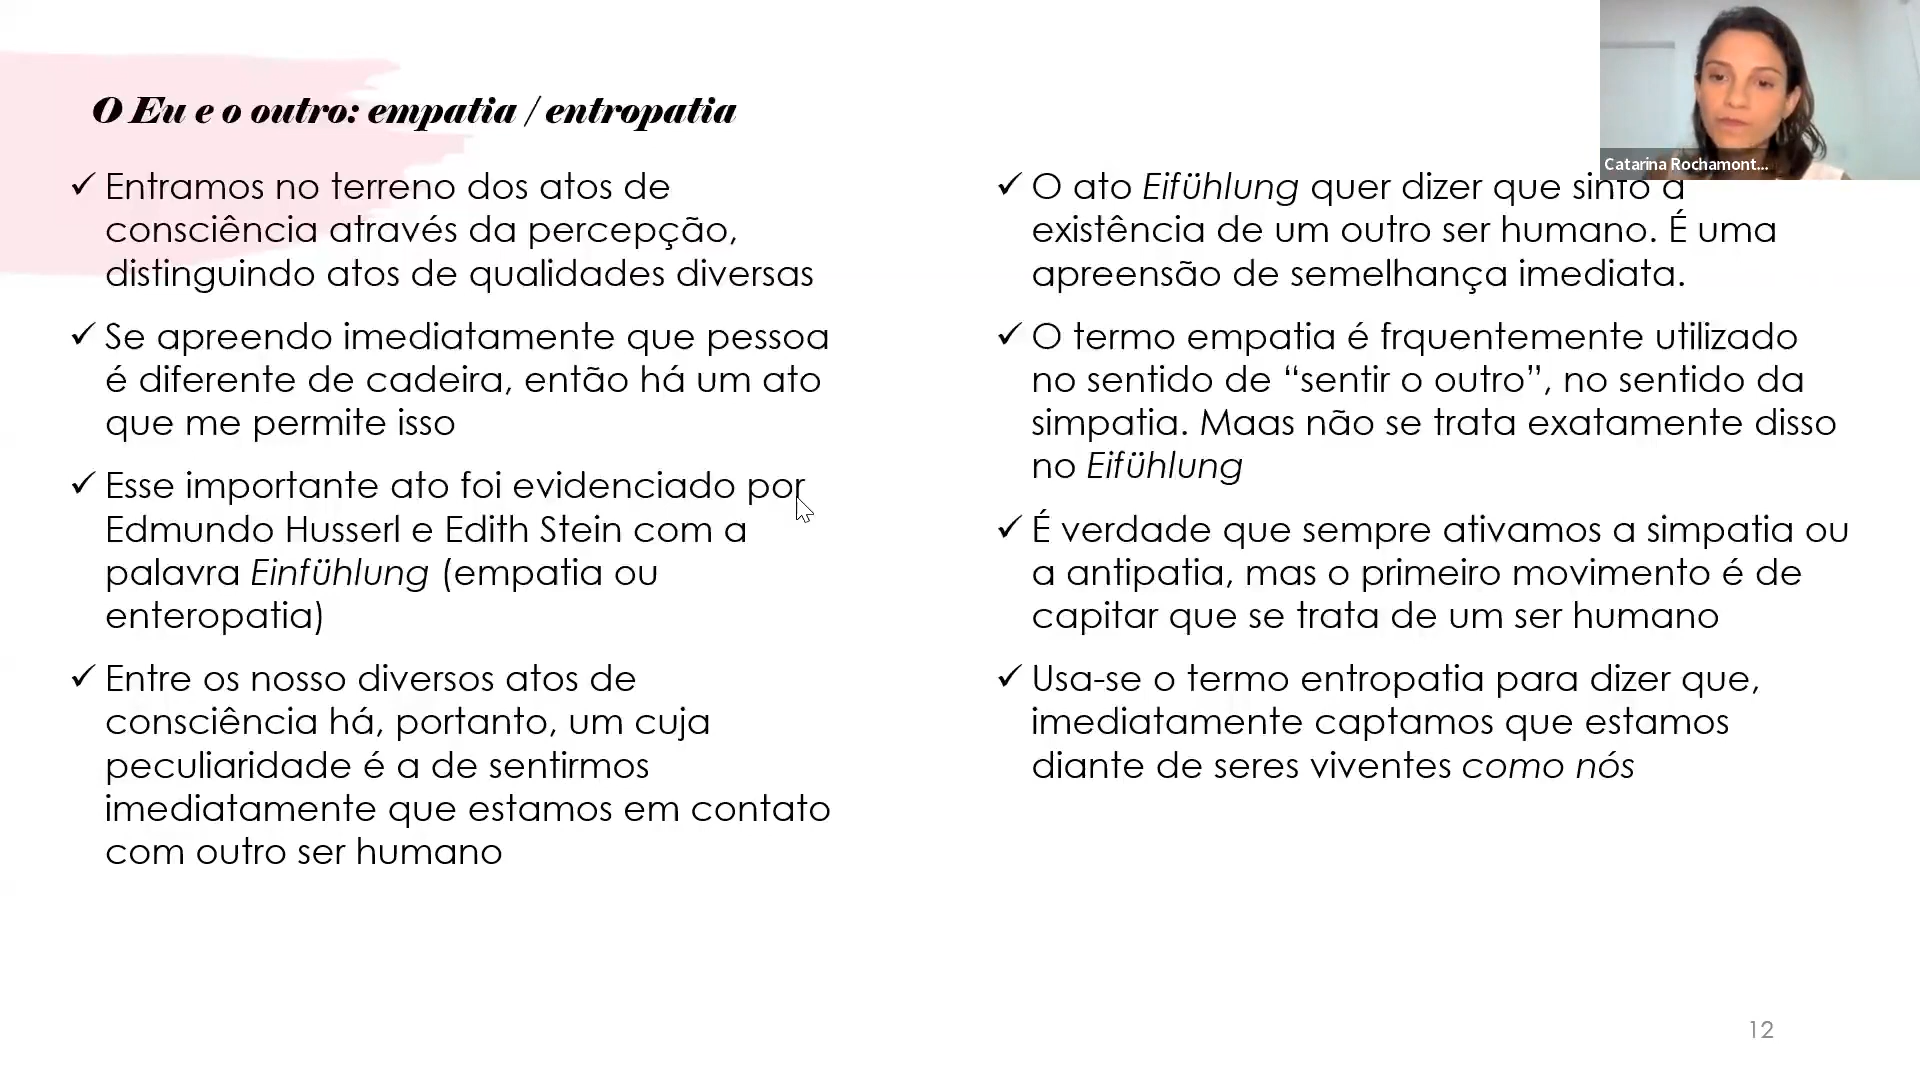 O Eu e o outro: empatia / entropatia
✓ Entramos no terreno dos atos de
consciência através da percepção,
distinguindo atos de qualidades diversas
✓ Se apreendo imediatamente que pessoa
é diferente de cadeira, então há um ato
que me permite isso
✓ Esse importante ato foi evidenciado por
Edmundo Husserl e Edith Stein com a
palavra Einfühlung (empatia ou
enteropatia)
✓ Entre os nosso diversos atos de
consciência há, portanto, um cuja
peculiaridade é a de sentirmos
imediatamente que estamos em contato
com outro ser humano
Catarina Rochamont...
✓ O ato Eifühlung quer dizer que sinto a
existência de um outro ser humano. É uma
apreensão de semelhança imediata.
✓ O termo empatia é frquentemente utilizado
no sentido de “sentir o outro”, no sentido da
simpatia. Maas não se trata exatamente disso
no Eifühlung
✓ É verdade que sempre ativamos a simpatia ou
a antipatia, mas o primeiro movimento é de
capitar que se trata de um ser humano
✓ Usa-se o termo entropatia para dizer que,
imediatamente captamos que estamos
diante de seres viventes como nós
12